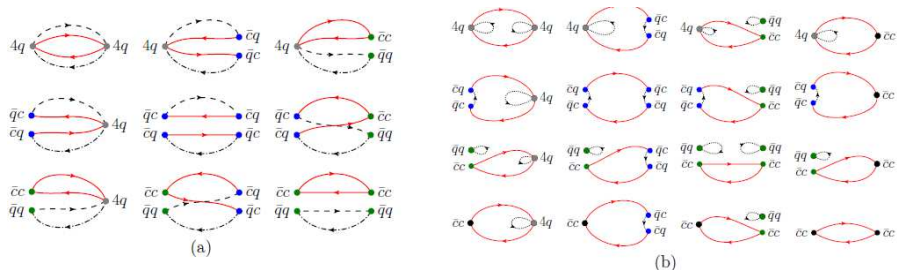 4q 4q
4q c̄q
q̄c
4q c̄c
q̄q
q̄c
c̄q 4q
q̄c c̄q
c̄q q̄c
q̄c c̄c
c̄q q̄q
c̄c 4q
q̄q
c̄c c̄q
q̄q q̄c
c̄c c̄c
q̄q q̄q
(a)
4q 4q
4q q̄c
c̄q
4q q̄q
c̄c
4q c̄c
c̄q 4q
q̄c
c̄q c̄q
q̄c q̄c
c̄q q̄q
q̄c c̄c
c̄q c̄c
q̄c
q̄q 4q
c̄c
q̄q q̄c
c̄c c̄q
q̄q q̄q
c̄c c̄c
q̄q c̄c
c̄c
c̄c 4q
c̄c q̄c
c̄q
c̄c q̄q
c̄c
c̄c c̄c
(b)